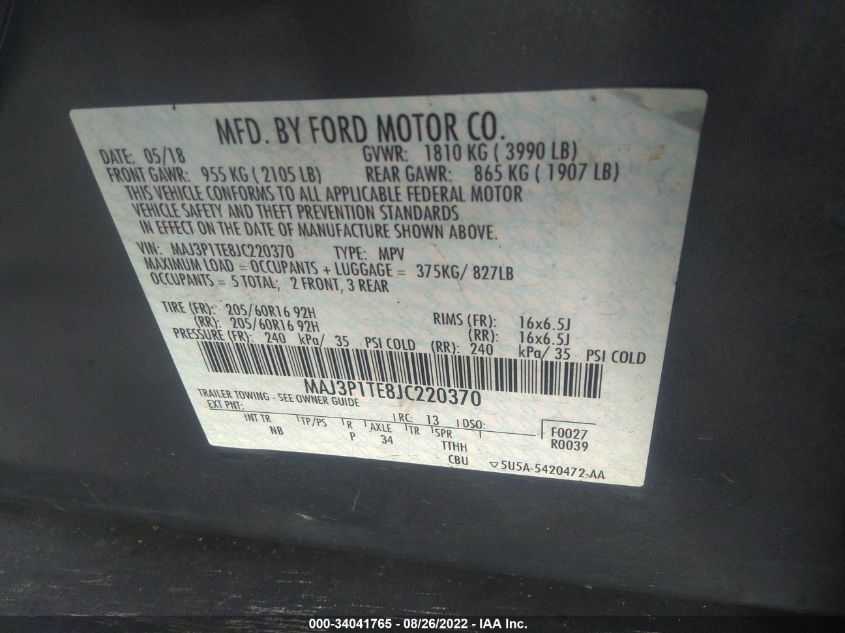 MFD. BY FORD MOTOR CO.
DATE: 05/18 GVWR: 1810 KG ( 3990 LB)
FRONT GAWR: 955 KG ( 2105 LB) REAR GAWR: 865 KG ( 1907 LB)
THIS VEHICLE CONFORMS TO ALL APPLICABLE FEDERAL MOTOR
VEHICLE SAFETY AND THEFT PREVENTION STANDARDS
IN EFFECT ON THE DATE OF MANUFACTURE SHOWN ABOVE.
VIN: MAJ3P1TE8JC220370 TYPE: MPV
MAXIMUM LOAD = OCCUPANTS + LUGGAGE = 375KG/ 827LB
OCCUPANTS = 5 TOTAL; 2 FRONT, 3 REAR
TIRE (FR): 205/60R16 92H RIMS (FR): 16x6.5J
(RR): 205/60R16 92H (RR): 16x6.5J
PRESSURE (FR): 240 kPa/ 35 PSI COLD (RR): 240 kPa/ 35 PSI COLD
MAJ3P1TE8JC220370
TRAILER TOWING - SEE OWNER GUIDE
EXT PNT: RC: 13 DSO: F0027
INT TR TP/PS R AXLE TR SPR R0039
NB P 34 TTHH
CBU 5U5A-5420472-AA
000-34041765 - 08/26/2022 - IAA Inc.